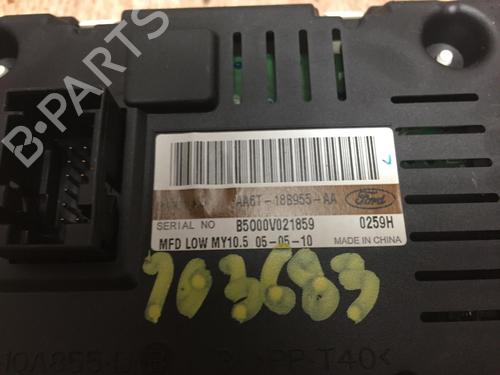 B-PARTS
AA6T-18B955-AA
Ford
SERIAL NO B5000V021859 0259H
MFD LOW MY10.5 05-05-10 MADE IN CHINA
703683